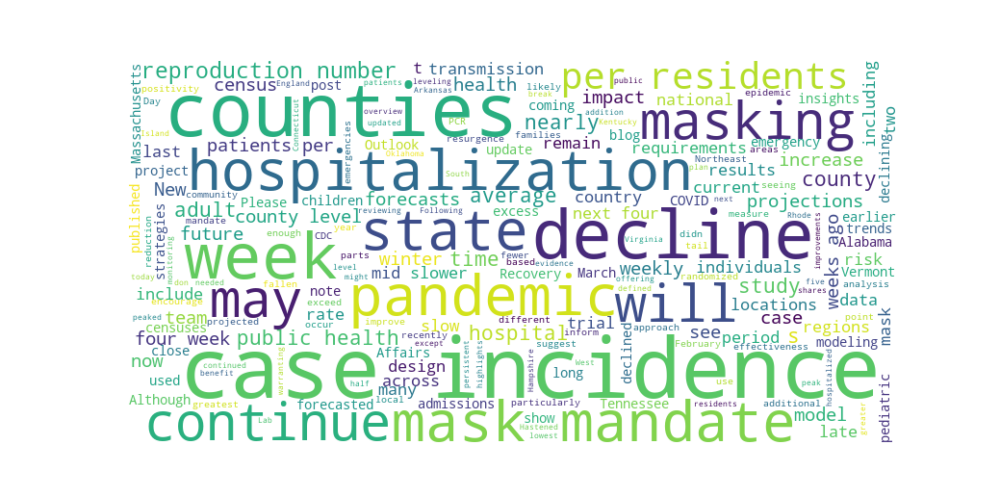 Massachusetts
positivity
Day
Island
last
project
New
community
mandate
published
strategies
reduction
monitoring
today
reproduction number
t
transmission
census
England
post
patients
leveling
Arkansas
likely
break
per residents
public
epidemic
including
counties
Connecticut
overview
updated
PCR
health
nearly
coming
addition
impact
national
insights
masking
Kentucky
two
patients per
emergencies
Outlook
Oklahoma
resurgence
families
update
remain
blog
requirements
emergency
Northeast
areas
increase
declining
hospitalization
South
plan
results
seeing
county
adult
Please
children
forecasts
average
country
COVID
current
next
projections
county level
reviewing
Following
excess
next four
didn
measure
Rhode
earlier
future
enough
CDC
year
state
decline
Virginia
tail
improvements
trends
Alabama
week
winter
time
Recovery
parts
mandate
level
might
don needed
based
evidence
fewer
March
weekly
individuals
randomized
risk
Vermont
analysis
mid
slower
offering
defined
study
five
shares
weeks ago
data
include
encourage
fallen
may
note
exceed
occur
pandemic
will
locations
point
team
censuses
peaked
projected
rate
improve
recently
except
different
inform
trial
approach
case
see
February
period
S
effectiveness
regions
modeling
mask
four week
public health
slow
hospital
suggest
declined
close
now
continued
benefit
warranting
Affairs
design
across
persistent
highlights
Hampshire
West
long
use
peak
hospitalized
used
case incidence
Although
greatest
Lab
half
local
many
forecasted
admissions
particularly
Hastened
lowest
show
Tennessee
residents
additional
model
late
greater
pediatric
continue
mask mandate